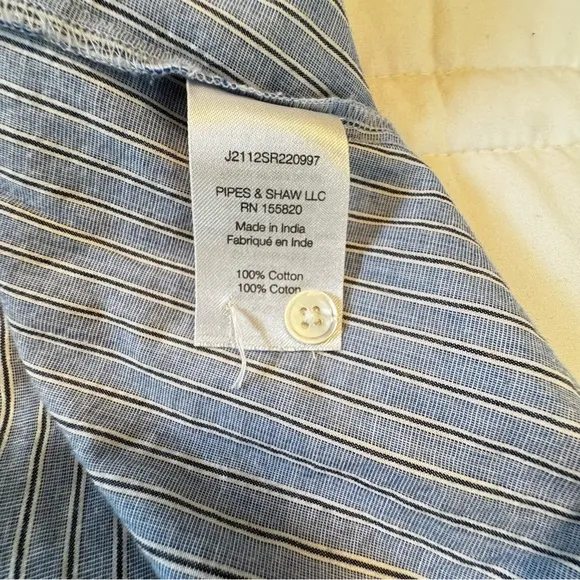 J2112SR220997
PIPES & SHAW LLC
RN 155820
Made in India
Fabriqué en Inde
100% Cotton
100% Coton